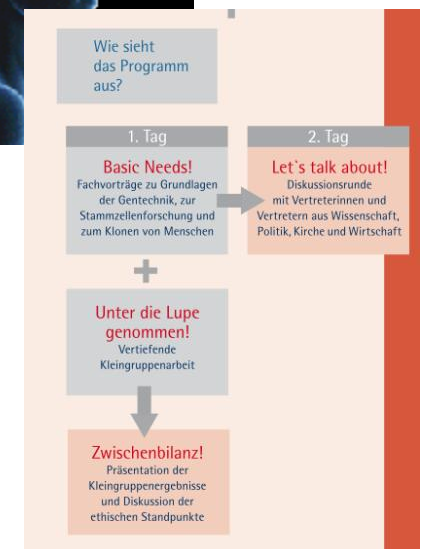 Wie sieht
das Programm
aus?
1. Tag
Basic Needs!
Fachvorträge zu Grundlagen
der Gentechnik, zur
Stammzellenforschung und
zum Klonen von Menschen
+
Unter die Lupe
genommen!
Vertiefende
Kleingruppenarbeit
Zwischenbilanz!
Präsentation der
Kleingruppenergebnisse
und Diskussion der
ethischen Standpunkte
2. Tag
Let`s talk about!
Diskussionsrunde
mit Vertreterinnen und
Vertretern aus Wissenschaft,
Politik, Kirche und Wirtschaft